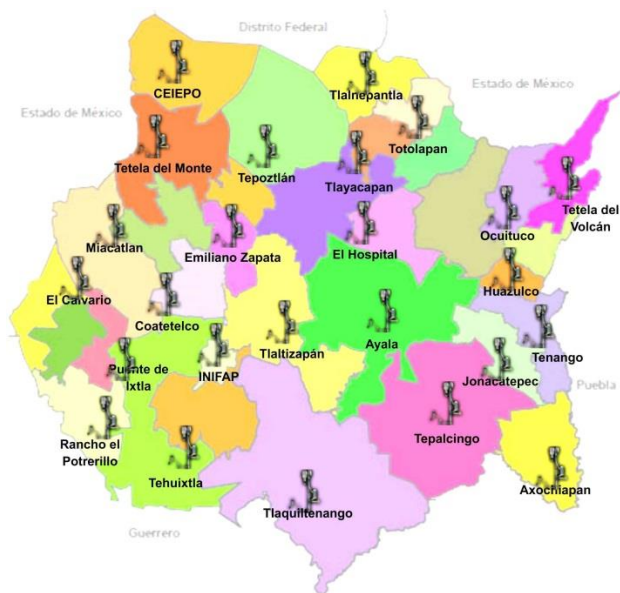 Distrito Federal
CEIEPO
Tlalnepantla
Estado de México
Estado de México
Totolapan
Tetela del Monte
Tepoztlán
Tlayacapan
Tetela del
Volcán
Ocuituco
Miacatlan
Emiliano Zapata
El Hospital
Huazulco
El Calvario
Coatetelco
Tlaltizapán
Ayala
Tenango
Puente de
Ixtla
INIFAP
Jonacatepec
Puebla
Tepalcingo
Rancho el
Potrerillo
Tehuixtla
Axochiapan
Tlaquiltenango
Guerrero